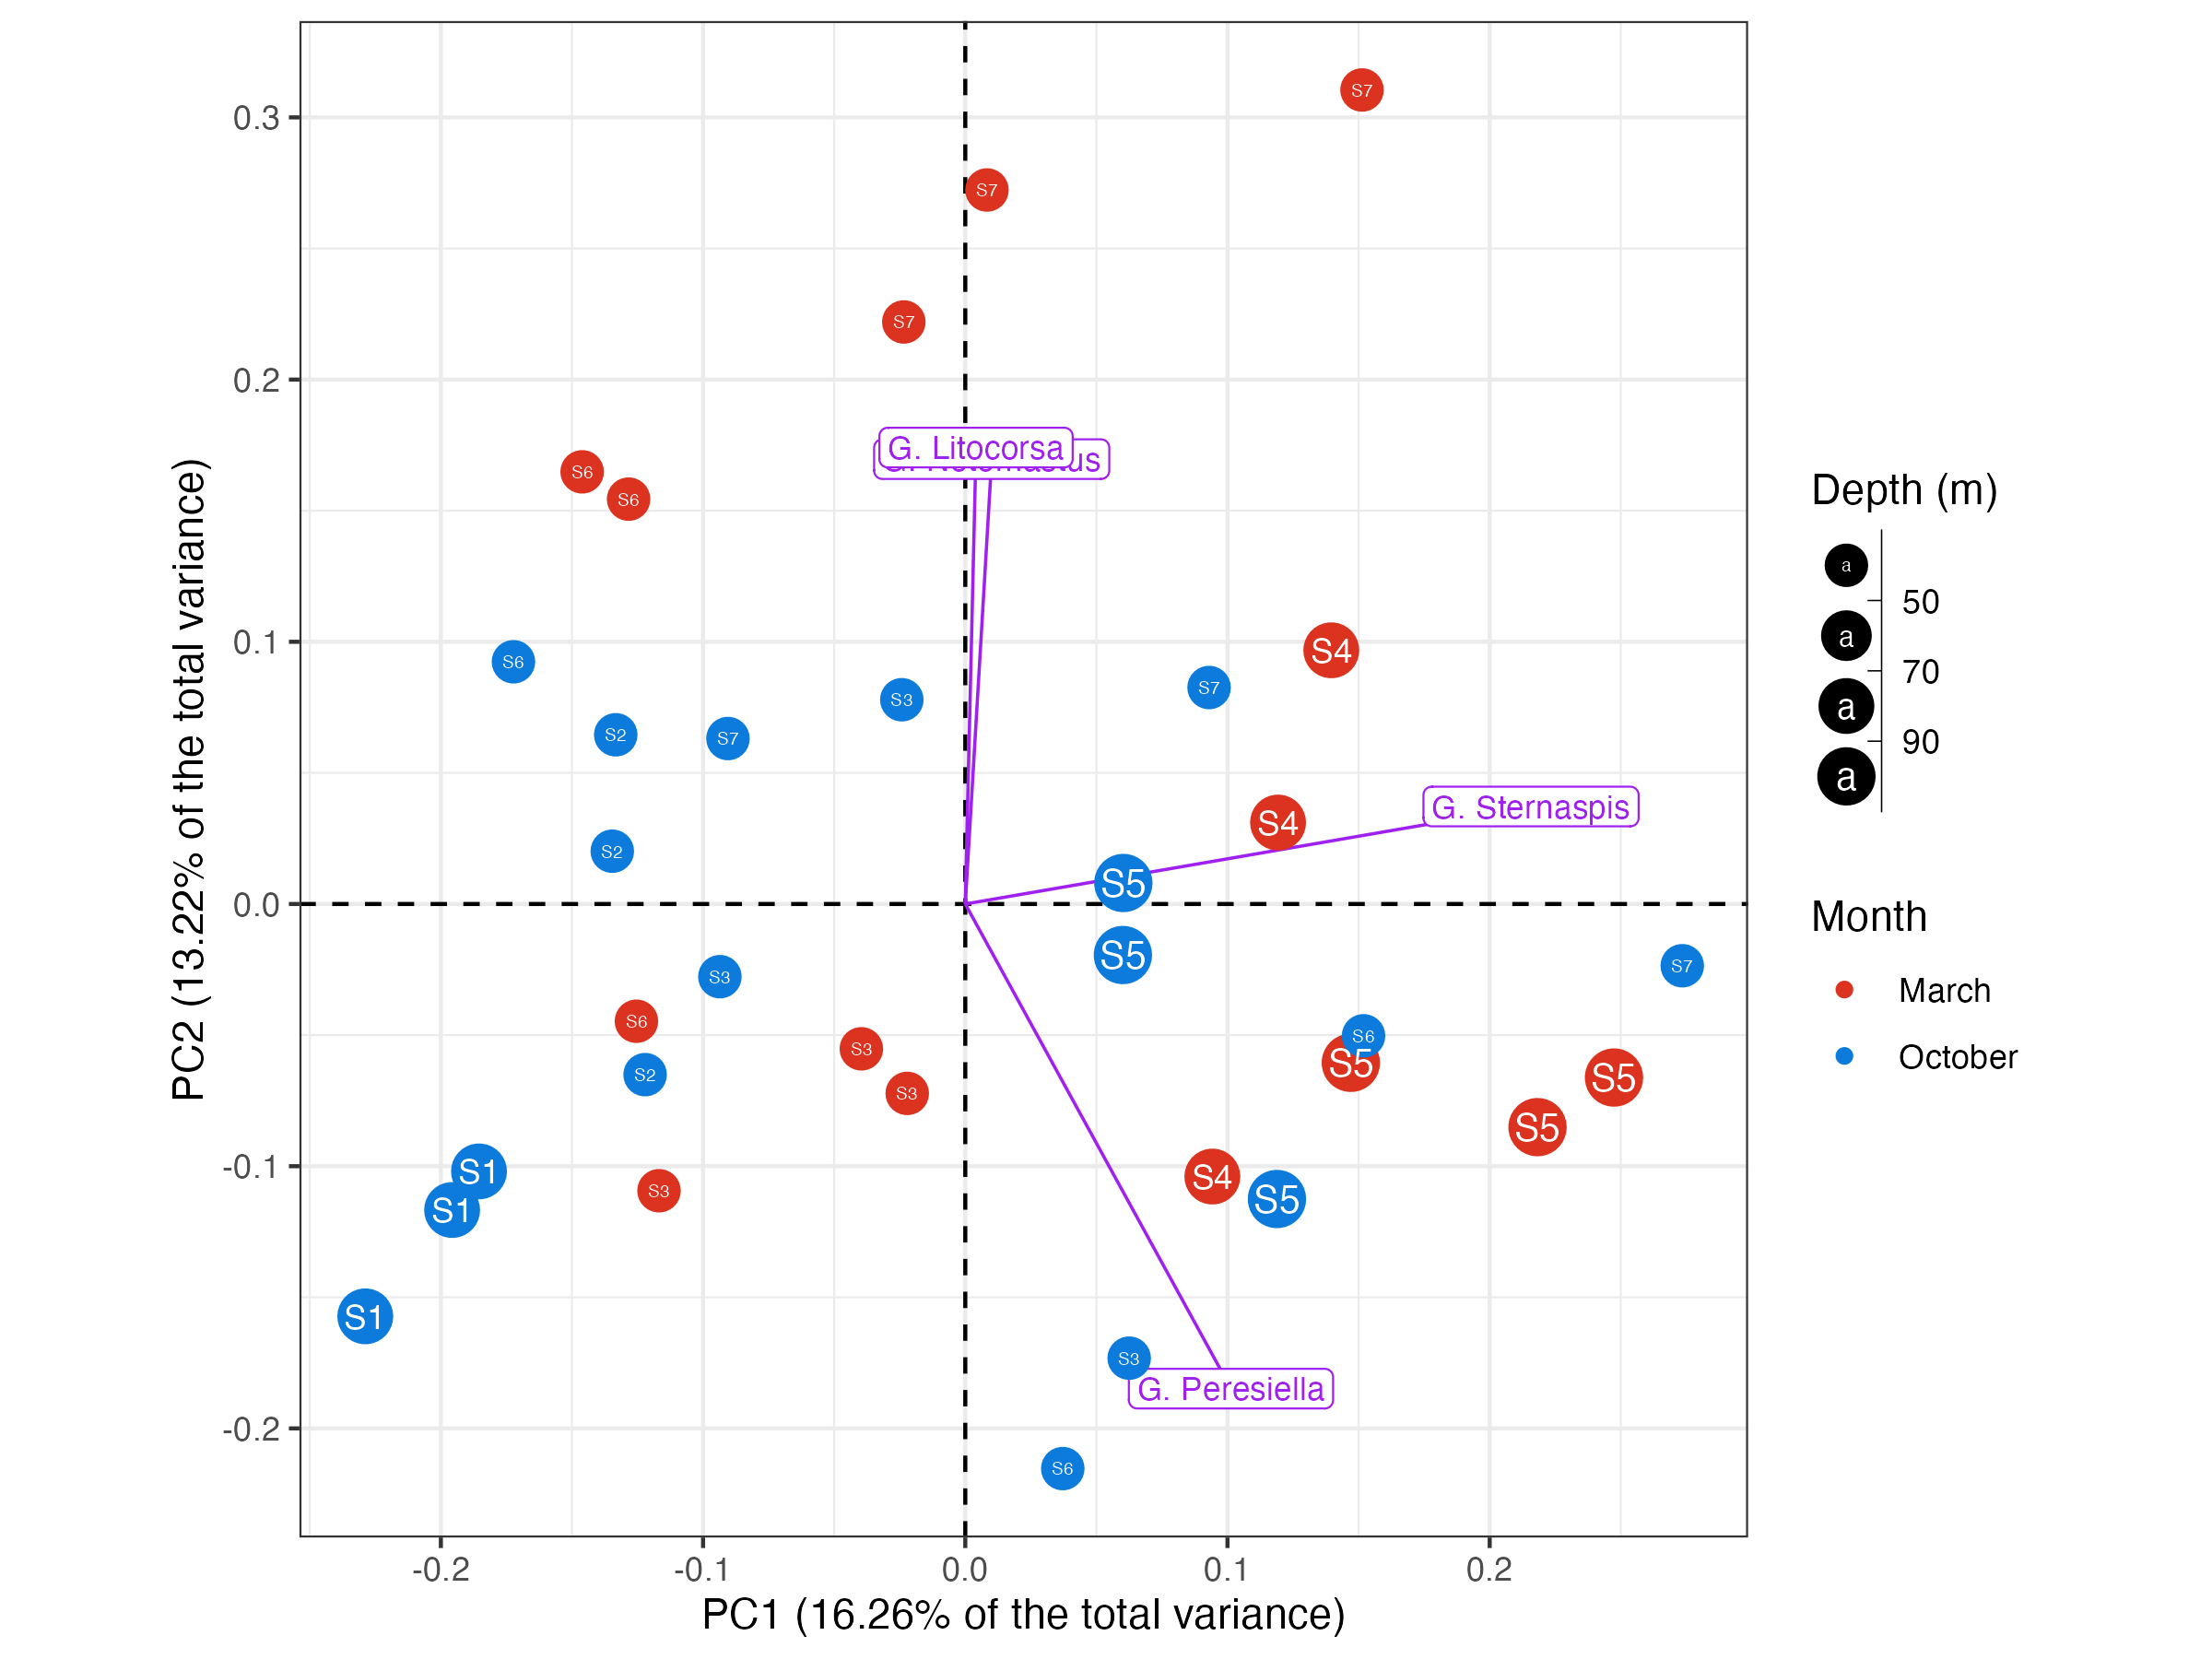 0.3
0.2
0.1
0.0
-0.1
-0.2
PC2 (13.22% of the total variance)
S7
S7
S7
G. Litocorsa
S6
S6
S4
S6
S7
S3
S2
S7
G. Sternaspis
S4
S2
S5
S5
S7
S3
S6
S6
S3
S5
S2
S5
S3
S5
S1
S4
S3
S5
S1
S1
S3
G. Peresiella
S6
-0.2
-0.1
0.0
0.1
0.2
PC1 (16.26% of the total variance)
Depth (m)
a
50
a
70
a
90
a
Month
March
October